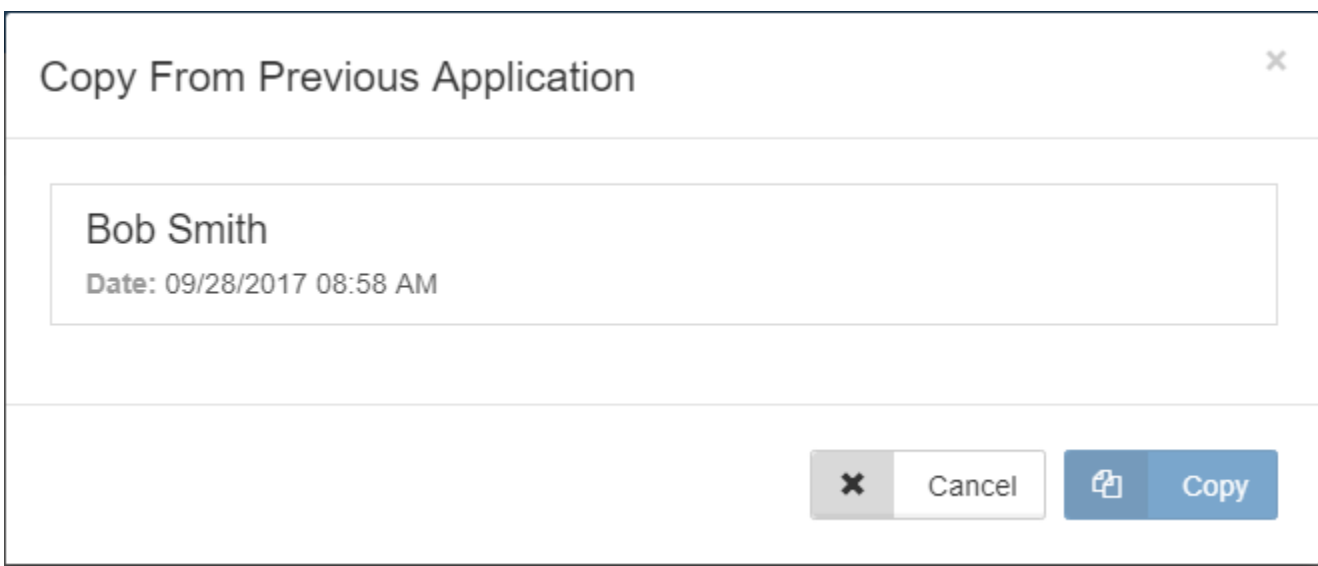 Copy From Previous Application
Bob Smith
Date: 09/28/2017 08:58 AM
Cancel
Copy